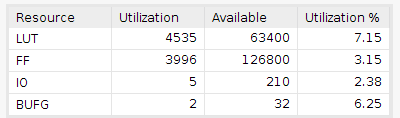 Resource Utilization Available Utilization %
LUT 4535 63400 7.15
FF 3996 126800 3.15
IO 5 210 2.38
BUFG 2 32 6.25